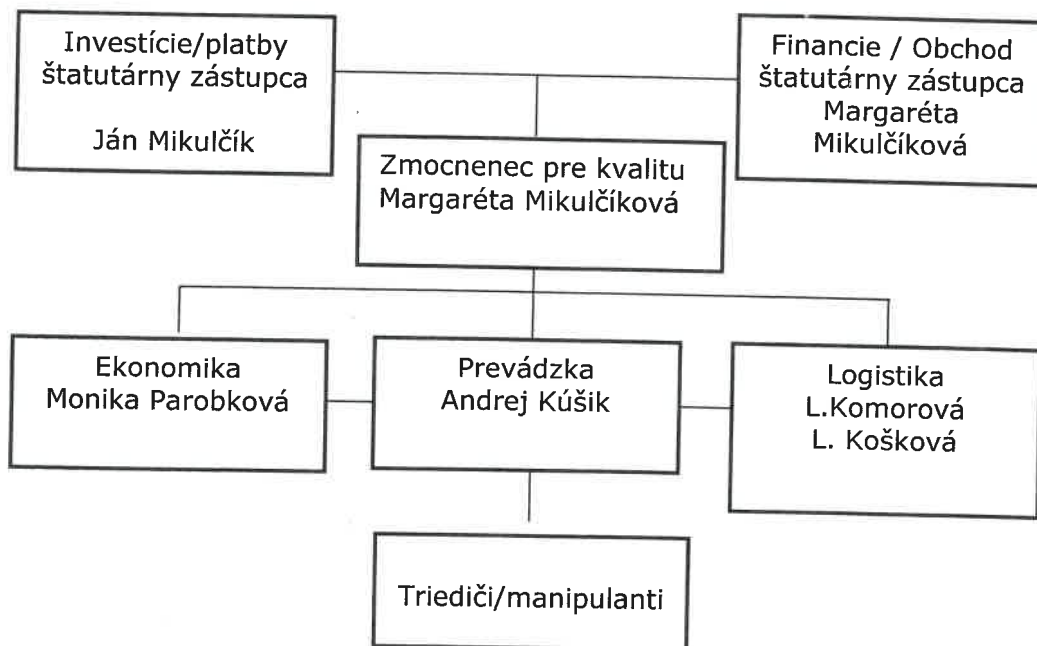 Investície/platby
štatutárny zástupca
Ján Mikulčík
Financie / Obchod
štatutárny zástupca
Margaréta
Mikulčíková
Zmocnenec pre kvalitu
Margaréta Mikulčíková
Ekonomika
Monika Parobková
Prevádzka
Andrej Kúšik
Logistika
L.Komorová
L. Košková
Triediči/manipulanti